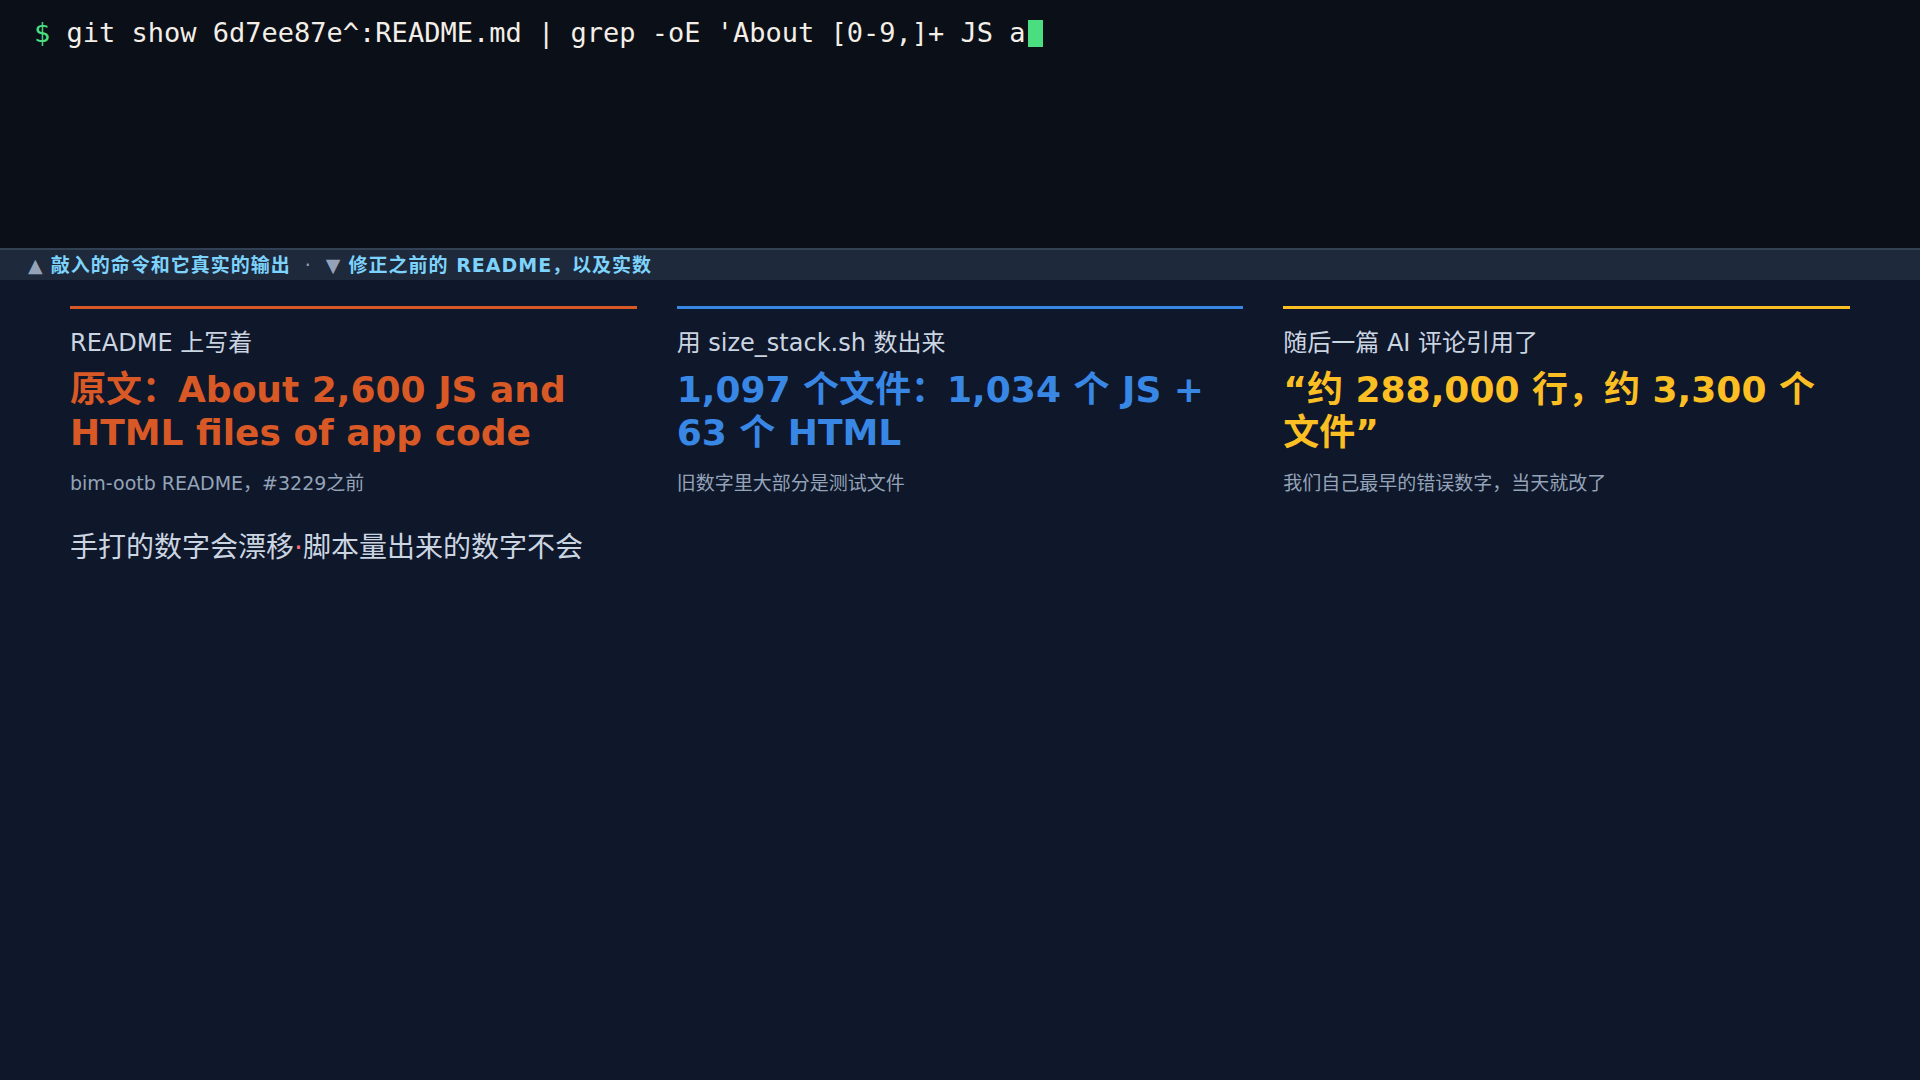 $ git show 6d7ee87e^:README.md | grep -oE 'About [0-9,]+ JS a
▲ 敲入的命令和它真实的输出 · ▼ 修正之前的 README，以及实数
README 上写着
原文：About 2,600 JS and
HTML files of app code
bim-ootb README，#3229之前
用 size_stack.sh 数出来
1,097 个文件：1,034 个 JS +
63 个 HTML
旧数字里大部分是测试文件
随后一篇 AI 评论引用了
“约 288,000 行，约 3,300 个
文件”
我们自己最早的错误数字，当天就改了
手打的数字会漂移·脚本量出来的数字不会